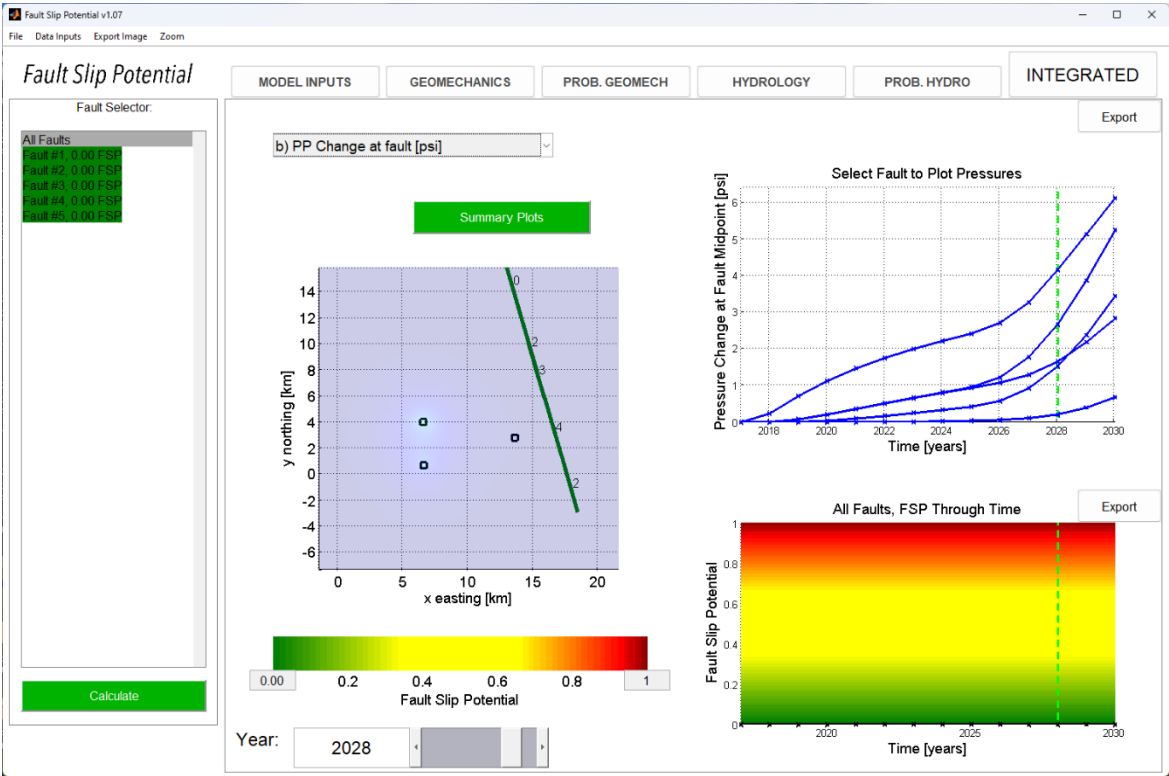 Fault Slip Potential v1.07
File Data Inputs Export Image Zoom
Fault Slip Potential
MODEL INPUTS
GEOMECHANICS
PROB. GEOMECH
HYDROLOGY
PROB. HYDRO
INTEGRATED
Fault Selector:
All Faults
Fault #1, 0.00 FSP
Fault #2, 0.00 FSP
Fault #3, 0.00 FSP
Fault #4, 0.00 FSP
Fault #5, 0.00 FSP
Calculate
Export
b) PP Change at fault [psi]
Summary Plots
14
12
10
8
6
4
2
0
-2
-4
-6
y northing [km]
0
2
3
4
2
0 5 10 15 20
x easting [km]
0.00 0.2 0.4 0.6 0.8 1
Fault Slip Potential
Year:
2028
Select Fault to Plot Pressures
Pressure Change at Fault Midpoint [psi]
6
5
4
3
2
1
0
2018 2020 2022 2024 2026 2028 2030
Time [years]
Export
All Faults, FSP Through Time
Fault Slip Potential
1
0.8
0.6
0.4
0.2
0
2020 2025 2030
Time [years]